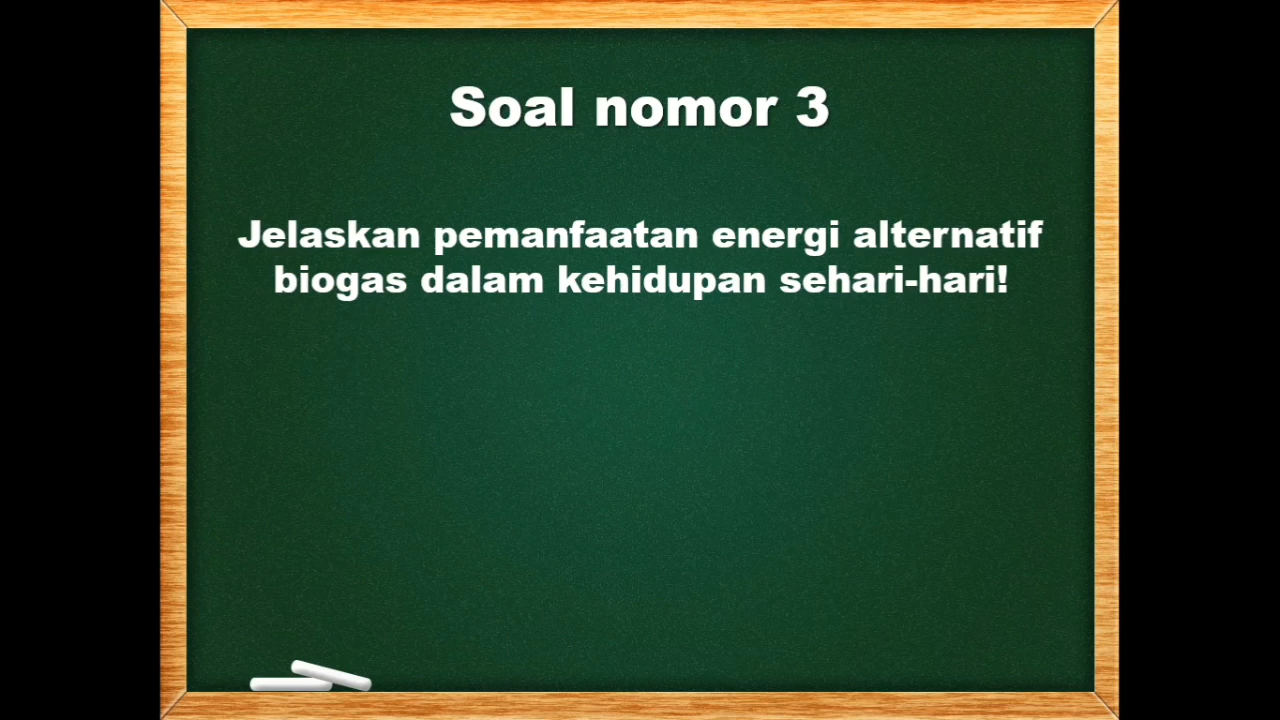 Soal nomor 3
Jelaskan pemanfaatan energi alternatif
biogas dalam kehidupan sehari-hari!